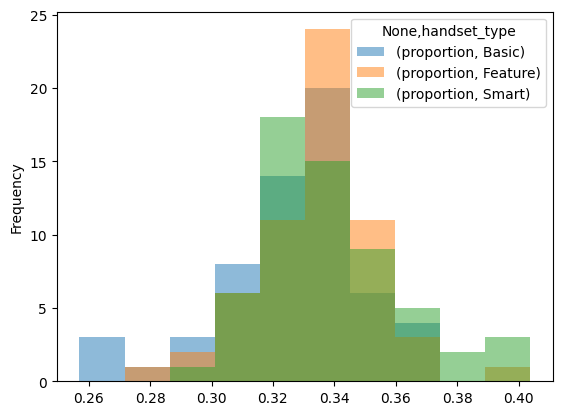 None,handset_type
(proportion, Basic)
(proportion, Feature)
(proportion, Smart)
Frequency
25
20
15
10
5
0
0.26 0.28 0.30 0.32 0.34 0.36 0.38 0.40